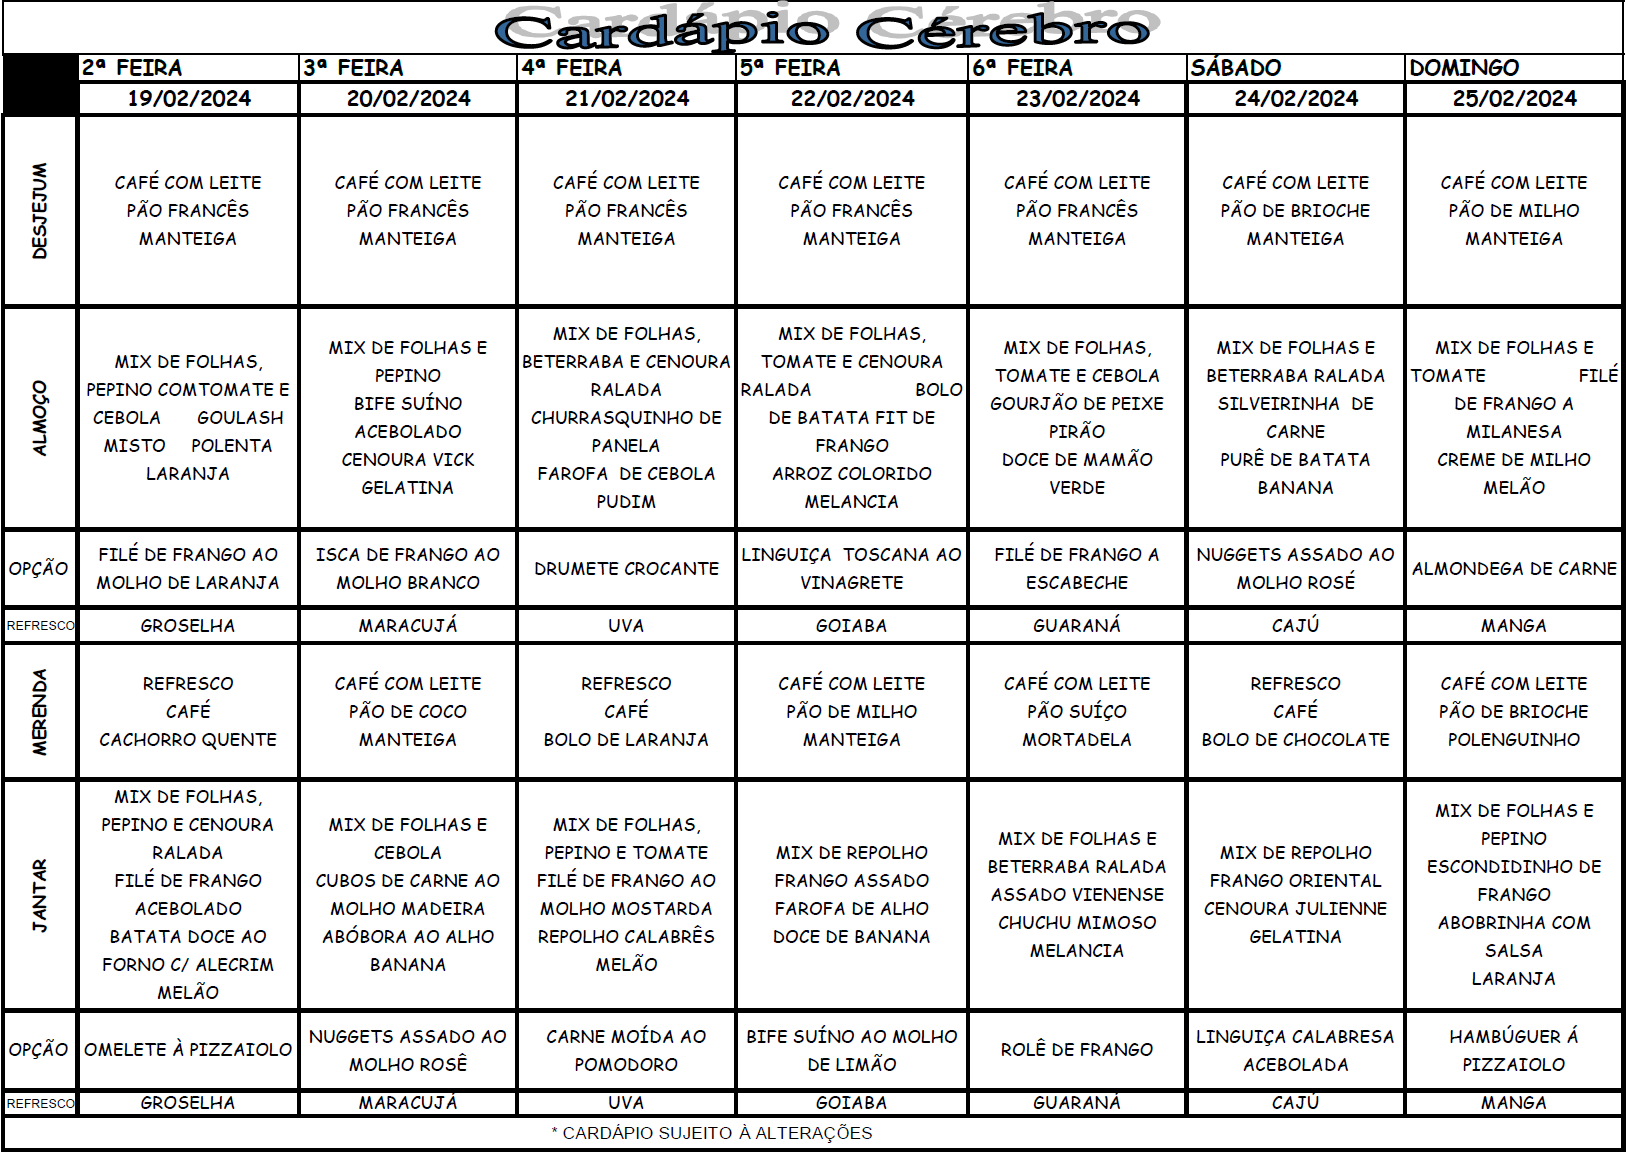 Cardápio Cérebro
2ª FEIRA
3ª FEIRA
4ª FEIRA
5ª FEIRA
6ª FEIRA
SÁBADO
DOMINGO
19/02/2024
20/02/2024
21/02/2024
22/02/2024
23/02/2024
24/02/2024
25/02/2024
DESJEJUM
CAFÉ COM LEITE
PÃO FRANCÊS
MANTEIGA
CAFÉ COM LEITE
PÃO FRANCÊS
MANTEIGA
CAFÉ COM LEITE
PÃO FRANCÊS
MANTEIGA
CAFÉ COM LEITE
PÃO FRANCÊS
MANTEIGA
CAFÉ COM LEITE
PÃO FRANCÊS
MANTEIGA
CAFÉ COM LEITE
PÃO DE BRIOCHE
MANTEIGA
CAFÉ COM LEITE
PÃO DE MILHO
MANTEIGA
ALMOÇO
MIX DE FOLHAS,
PEPINO COMTOMATE E
CEBOLA GOULASH
MISTO POLENTA
LARANJA
MIX DE FOLHAS E
PEPINO
BIFE SUÍNO
ACEBOLADO
CENOURA VICK
GELATINA
MIX DE FOLHAS,
BETERRABA E CENOURA
RALADA
CHURRASQUINHO DE
PANELA
FAROFA DE CEBOLA
PUDIM
MIX DE FOLHAS,
TOMATE E CENOURA
RALADA BOLO
DE BATATA FIT DE
FRANGO
ARROZ COLORIDO
MELANCIA
MIX DE FOLHAS,
TOMATE E CEBOLA
GOURJÃO DE PEIXE
PIRÃO
DOCE DE MAMÃO
VERDE
MIX DE FOLHAS E
BETERRABA RALADA
SILVEIRINHA DE
CARNE
PURÊ DE BATATA
BANANA
MIX DE FOLHAS E
TOMATE FILÉ
DE FRANGO A
MILANESA
CREME DE MILHO
MELÃO
OPÇÃO
FILÉ DE FRANGO AO
MOLHO DE LARANJA
ISCA DE FRANGO AO
MOLHO BRANCO
DRUMETE CROCANTE
LINGUIÇA TOSCANA AO
VINAGRETE
FILÉ DE FRANGO A
ESCABECHE
NUGGETS ASSADO AO
MOLHO ROSÉ
ALMONDEGA DE CARNE
REFRESCO
GROSELHA
MARACUJÁ
UVA
GOIABA
GUARANÁ
CAJÚ
MANGA
MERENDA
REFRESCO
CAFÉ
CACHORRO QUENTE
CAFÉ COM LEITE
PÃO DE COCO
MANTEIGA
REFRESCO
CAFÉ
BOLO DE LARANJA
CAFÉ COM LEITE
PÃO DE MILHO
MANTEIGA
CAFÉ COM LEITE
PÃO SUÍÇO
MORTADELA
REFRESCO
CAFÉ
BOLO DE CHOCOLATE
CAFÉ COM LEITE
PÃO DE BRIOCHE
POLENGUINHO
JANTAR
MIX DE FOLHAS,
PEPINO E CENOURA
RALADA
FILÉ DE FRANGO
ACEBOLADO
BATATA DOCE AO
FORNO C/ ALECRIM
MELÃO
MIX DE FOLHAS E
CEBOLA
CUBOS DE CARNE AO
MOLHO MADEIRA
ABÓBORA AO ALHO
BANANA
MIX DE FOLHAS,
PEPINO E TOMATE
FILÉ DE FRANGO AO
MOLHO MOSTARDA
REPOLHO CALABRÊS
MELÃO
MIX DE REPOLHO
FRANGO ASSADO
FAROFA DE ALHO
DOCE DE BANANA
MIX DE FOLHAS E
BETERRABA RALADA
ASSADO VIENENSE
CHUCHU MIMOSO
MELANCIA
MIX DE REPOLHO
FRANGO ORIENTAL
CENOURA JULIENNE
GELATINA
MIX DE FOLHAS E
PEPINO
ESCONDIDINHO DE
FRANGO
ABOBRINHA COM
SALSA
LARANJA
OPÇÃO
OMELETE À PIZZAIOLO
NUGGETS ASSADO AO
MOLHO ROSÊ
CARNE MOÍDA AO
POMODORO
BIFE SUÍNO AO MOLHO
DE LIMÃO
ROLÊ DE FRANGO
LINGUIÇA CALABRESA
ACEBOLADA
HAMBÚGUER Á
PIZZAIOLO
REFRESCO
GROSELHA
MARACUJÁ
UVA
GOIABA
GUARANÁ
CAJÚ
MANGA
* CARDÁPIO SUJEITO À ALTERAÇÕES